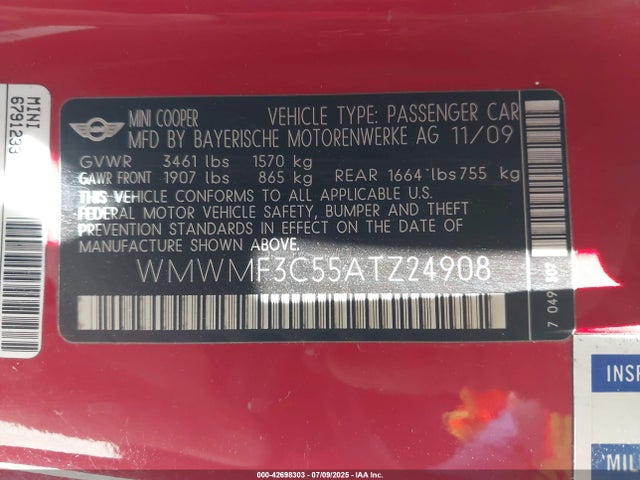 MINI
6791233
MINI COOPER
VEHICLE TYPE: PASSENGER CAR
MFD BY BAYERISCHE MOTORENWERKE AG 11/09
GVWR 3461 lbs 1570 kg
GAWR FRONT 1907 lbs 865 kg REAR 1664 lbs 755 kg
THIS VEHICLE CONFORMS TO ALL APPLICABLE U.S.
FEDERAL MOTOR VEHICLE SAFETY, BUMPER AND THEFT
PREVENTION STANDARDS IN EFFECT ON THE DATE OF
MANUFACTURE SHOWN ABOVE.
WMWMF3C55ATZ24908
INSP
MIL
000-42698303 | 07/09/2025 - IAA Inc.